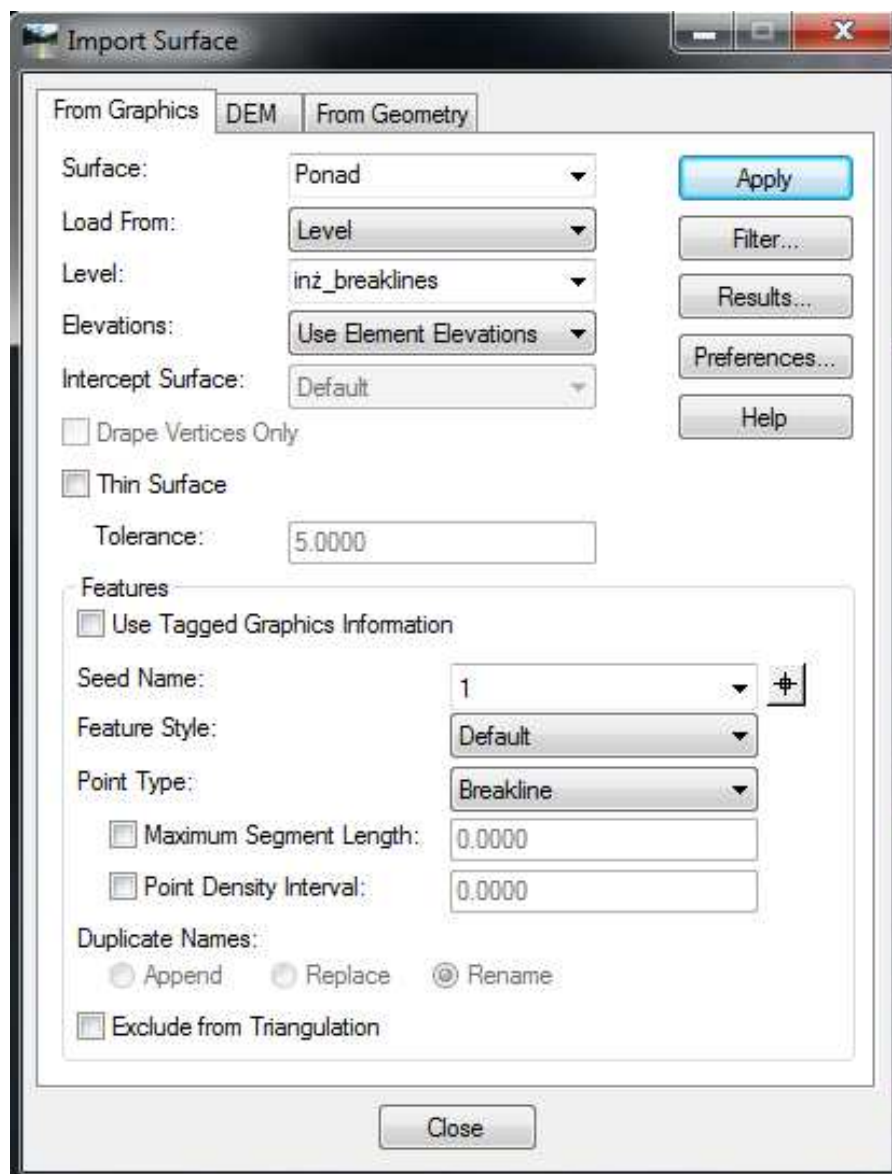 Import Surface
From Graphics DEM From Geometry
Surface: Ponad Apply
Load From: Level Filter...
Level: inż_breaklines Results...
Elevations: Use Element Elevations Preferences...
Intercept Surface: Default Help
Drape Vertices Only
Thin Surface
Tolerance: 5.0000
Features
Use Tagged Graphics Information
Seed Name: 1
Feature Style: Default
Point Type: Breakline
Maximum Segment Length: 0.0000
Point Density Interval: 0.0000
Duplicate Names:
Append Replace Rename
Exclude from Triangulation
Close